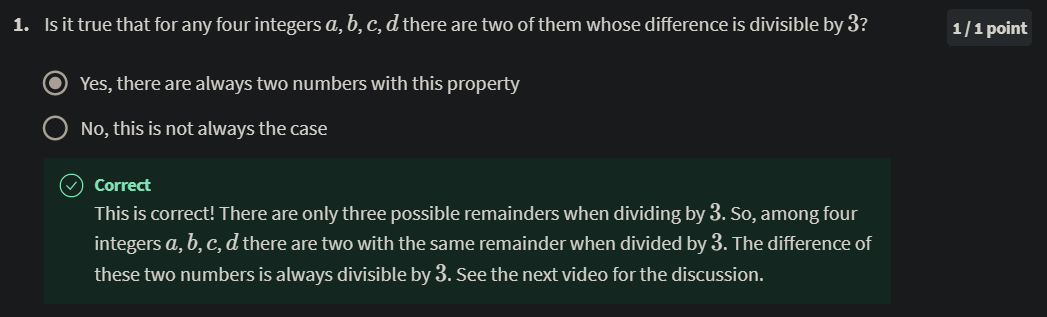 1. Is it true that for any four integers a, b, c, d there are two of them whose difference is divisible by 3?
1 / 1 point
Yes, there are always two numbers with this property
No, this is not always the case
Correct
This is correct! There are only three possible remainders when dividing by 3. So, among four
integers a, b, c, d there are two with the same remainder when divided by 3. The difference of
these two numbers is always divisible by 3. See the next video for the discussion.